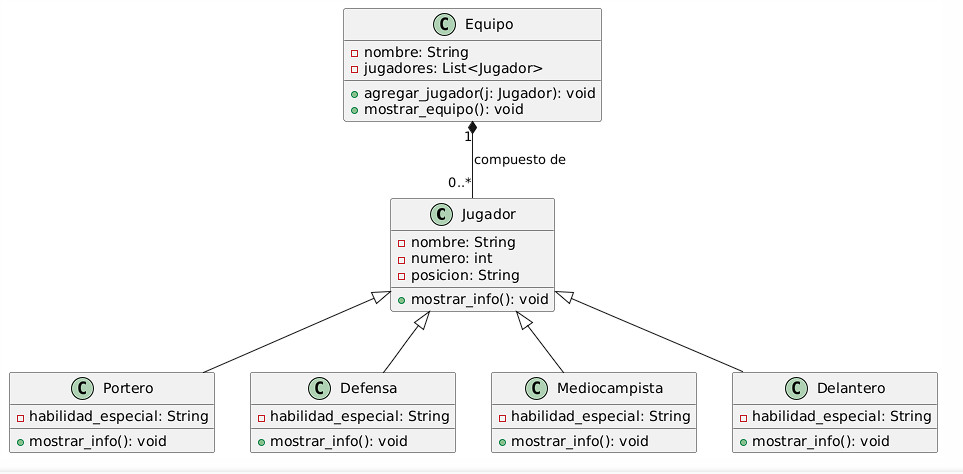 C Equipo
nombre: String
jugadores: List<Jugador>
agregar_jugador(j: Jugador): void
mostrar_equipo(): void
1
compuesto de
0..*
C Jugador
nombre: String
numero: int
posicion: String
mostrar_info(): void
C Portero
habilidad_especial: String
mostrar_info(): void
C Defensa
habilidad_especial: String
mostrar_info(): void
C Mediocampista
habilidad_especial: String
mostrar_info(): void
C Delantero
habilidad_especial: String
mostrar_info(): void